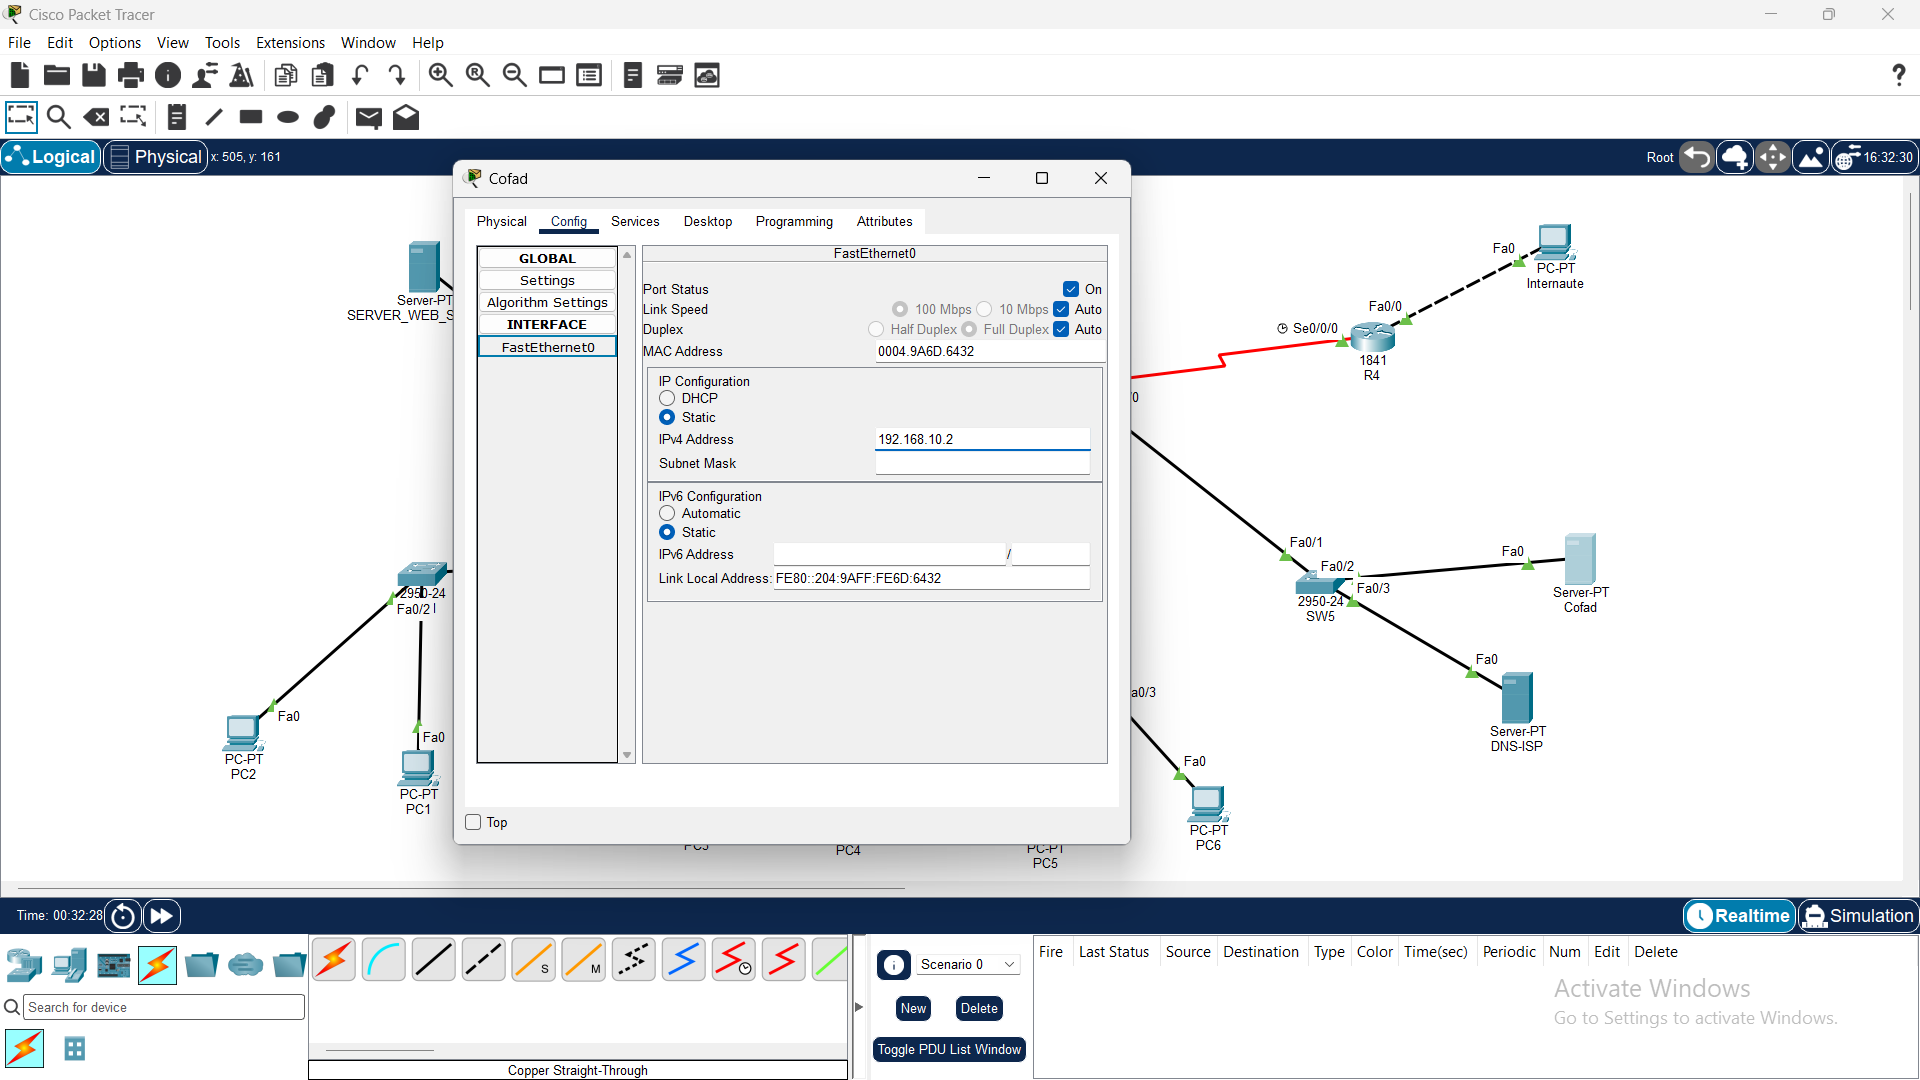 Cisco Packet Tracer
File Edit Options View Tools Extensions Window Help
Logical Physical x: 505, y: 161 Root 16:32:30
Server-PT
SERVER_WEB_S
2950-24
Fa0/2
Fa0
PC-PT
PC2
Fa0
PC-PT
PC1
Cofad
Physical Config Services Desktop Programming Attributes
GLOBAL
Settings
Algorithm Settings
INTERFACE
FastEthernet0
FastEthernet0
Port Status On
Link Speed 100 Mbps 10 Mbps Auto
Duplex Half Duplex Full Duplex Auto
MAC Address 0004.9A6D.6432
IP Configuration
DHCP
Static
IPv4 Address 192.168.10.2
Subnet Mask
IPv6 Configuration
Automatic
Static
IPv6 Address /
Link Local Address: FE80::204:9AFF:FE6D:6432
Top
PC3
PC4
PC-PT
PC5
Fa0
PC-PT
Internaute
Fa0/0
Se0/0/0
1841
R4
/0
Fa0/1
Fa0/2
Fa0/3
2950-24
SW5
Fa0
Server-PT
Cofad
Fa0
Server-PT
DNS-ISP
a0/3
Fa0
PC-PT
PC6
Time: 00:32:28 Realtime Simulation
Search for device
S M
Copper Straight-Through
Scenario 0
New Delete
Toggle PDU List Window
Fire Last Status Source Destination Type Color Time(sec) Periodic Num Edit Delete
Activate Windows
Go to Settings to activate Windows.